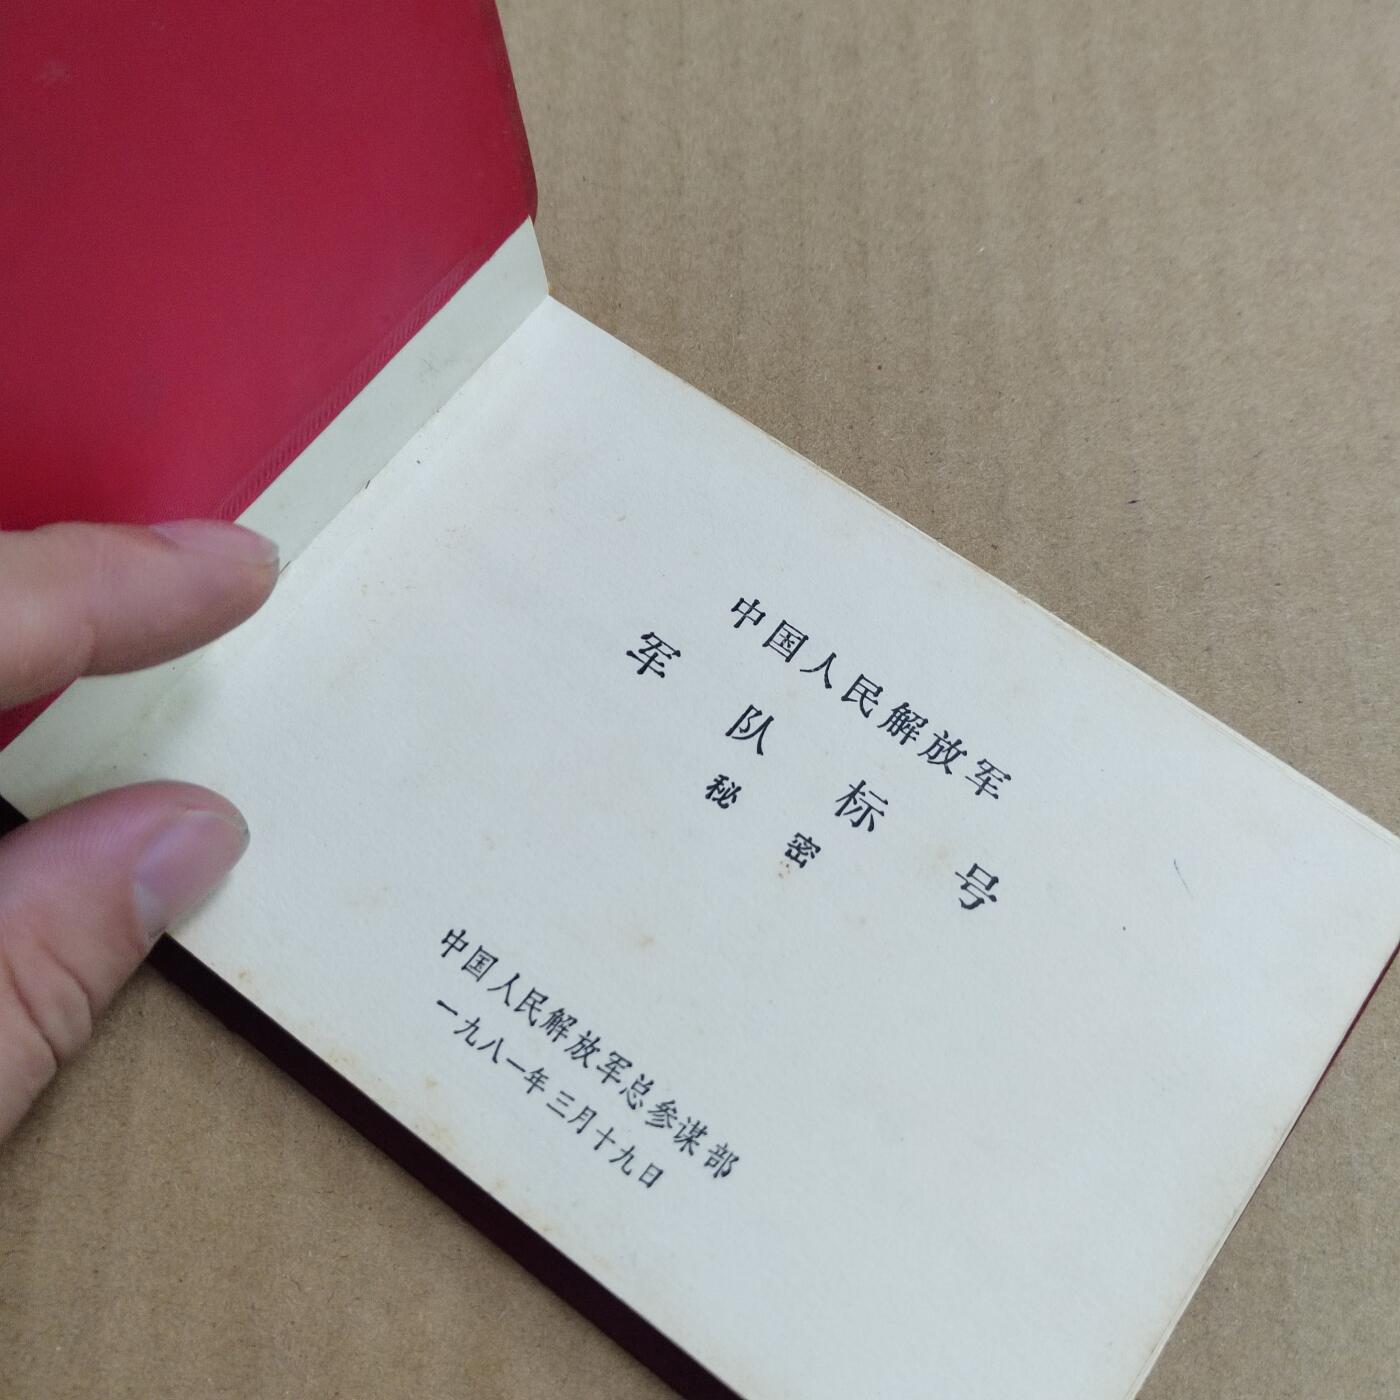 中国人民解放军
军队标号
秘密
中国人民解放军总参谋部
一九八一年三月十九日